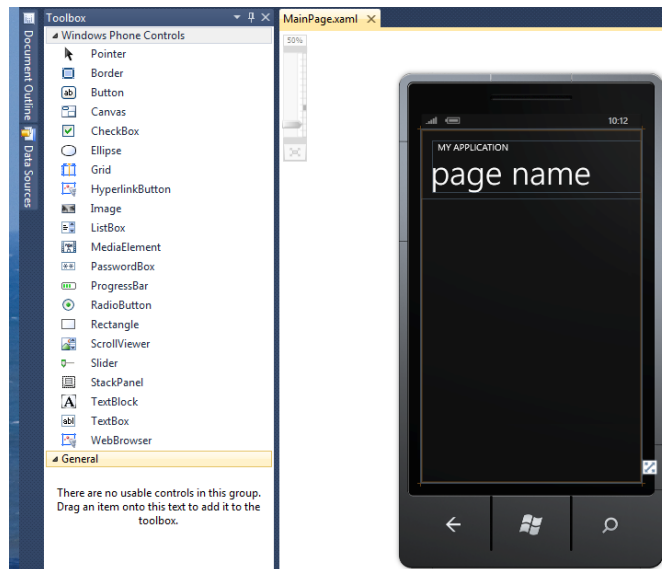 Document Outline
Data Sources
Toolbox
Windows Phone Controls
Pointer
Border
Button
Canvas
CheckBox
Ellipse
Grid
HyperlinkButton
Image
ListBox
MediaElement
PasswordBox
ProgressBar
RadioButton
Rectangle
ScrollViewer
Slider
StackPanel
TextBlock
TextBox
WebBrowser
General
There are no usable controls in this group.
Drag an item onto this text to add it to the
toolbox.
MainPage.xaml
50%
10:12
MY APPLICATION
page name